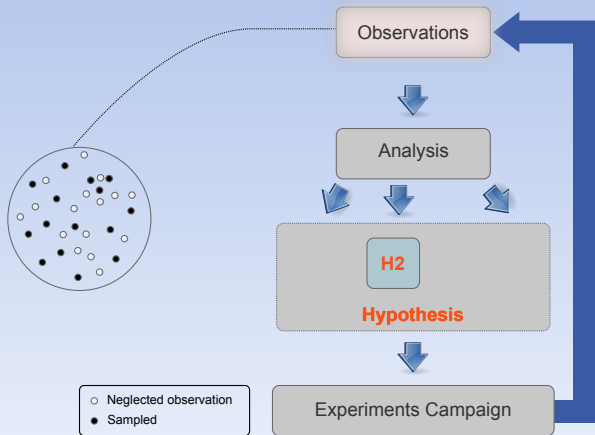 Observations
Analysis
H2
Hypothesis
Experiments Campaign
Neglected observation
Sampled